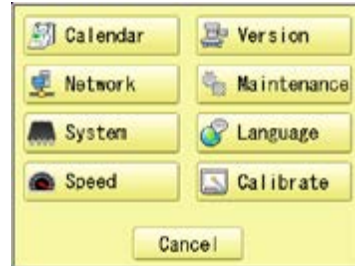 Calendar
Version
Network
Maintenance
System
Language
Speed
Calibrate
Cancel